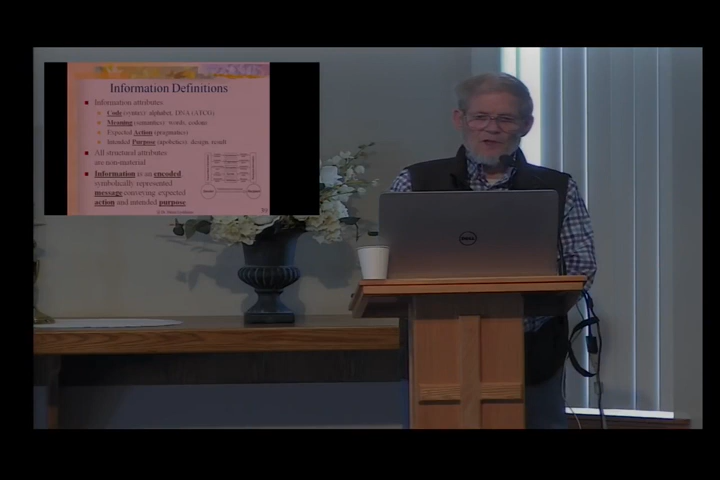 Information Definitions
Information attributes
Code (syntax): alphabet, DNA (ATCG)
Meaning (semantics): words, codons
Expected Action (pragmatics)
Intended Purpose (apobetics): design, result
All structural attributes
are non-material
Information is an encoded,
symbolically represented
message conveying expected
action and intended purpose
DELL